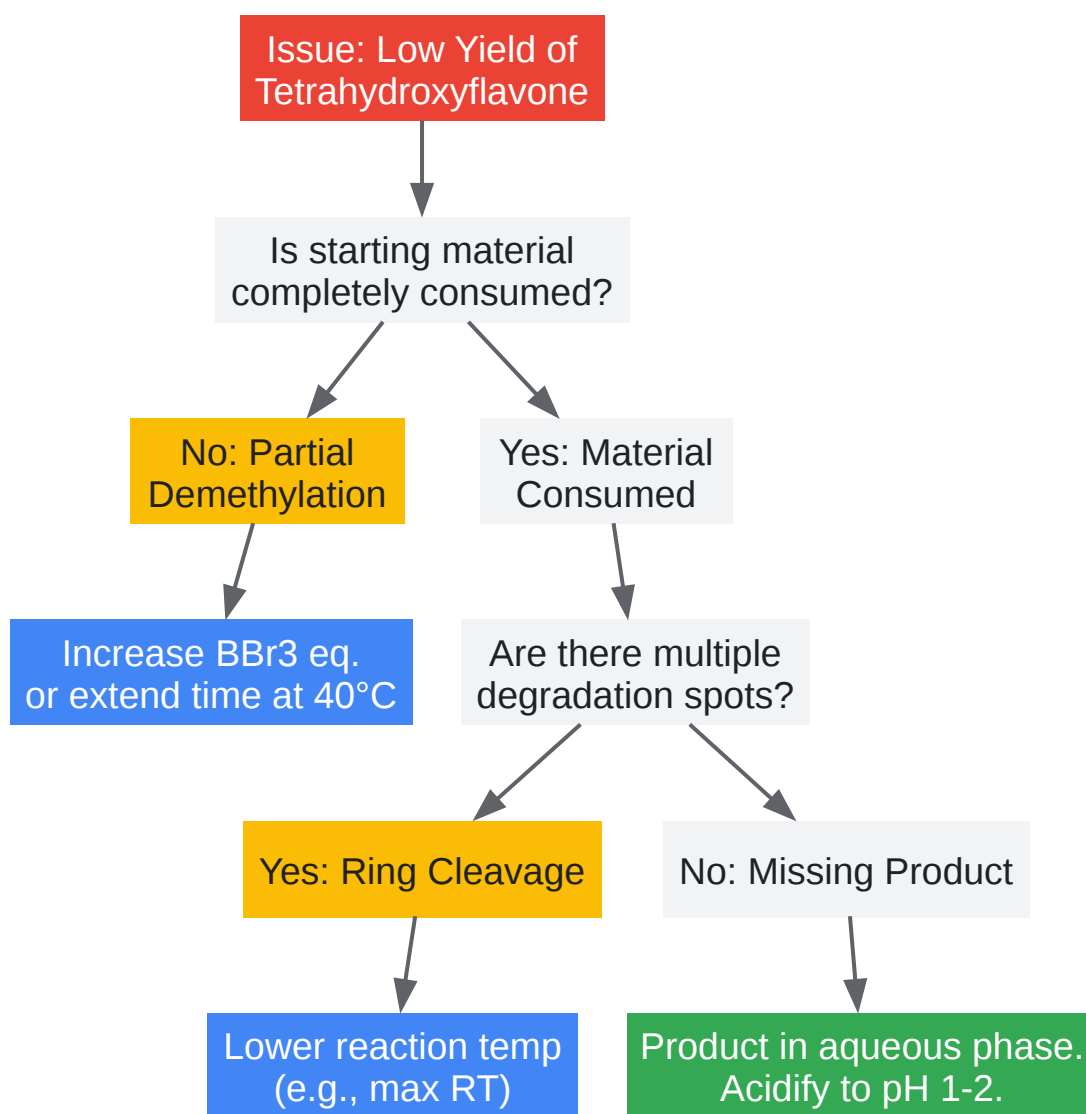 Issue: Low Yield of
Tetrahydroxyflavone
Is starting material
completely consumed?
No: Partial
Demethylation
Yes: Material
Consumed
Increase BBr3 eq.
or extend time at 40°C
Are there multiple
degradation spots?
Yes: Ring Cleavage
No: Missing Product
Lower reaction temp
(e.g., max RT)
Product in aqueous phase.
Acidify to pH 1-2.